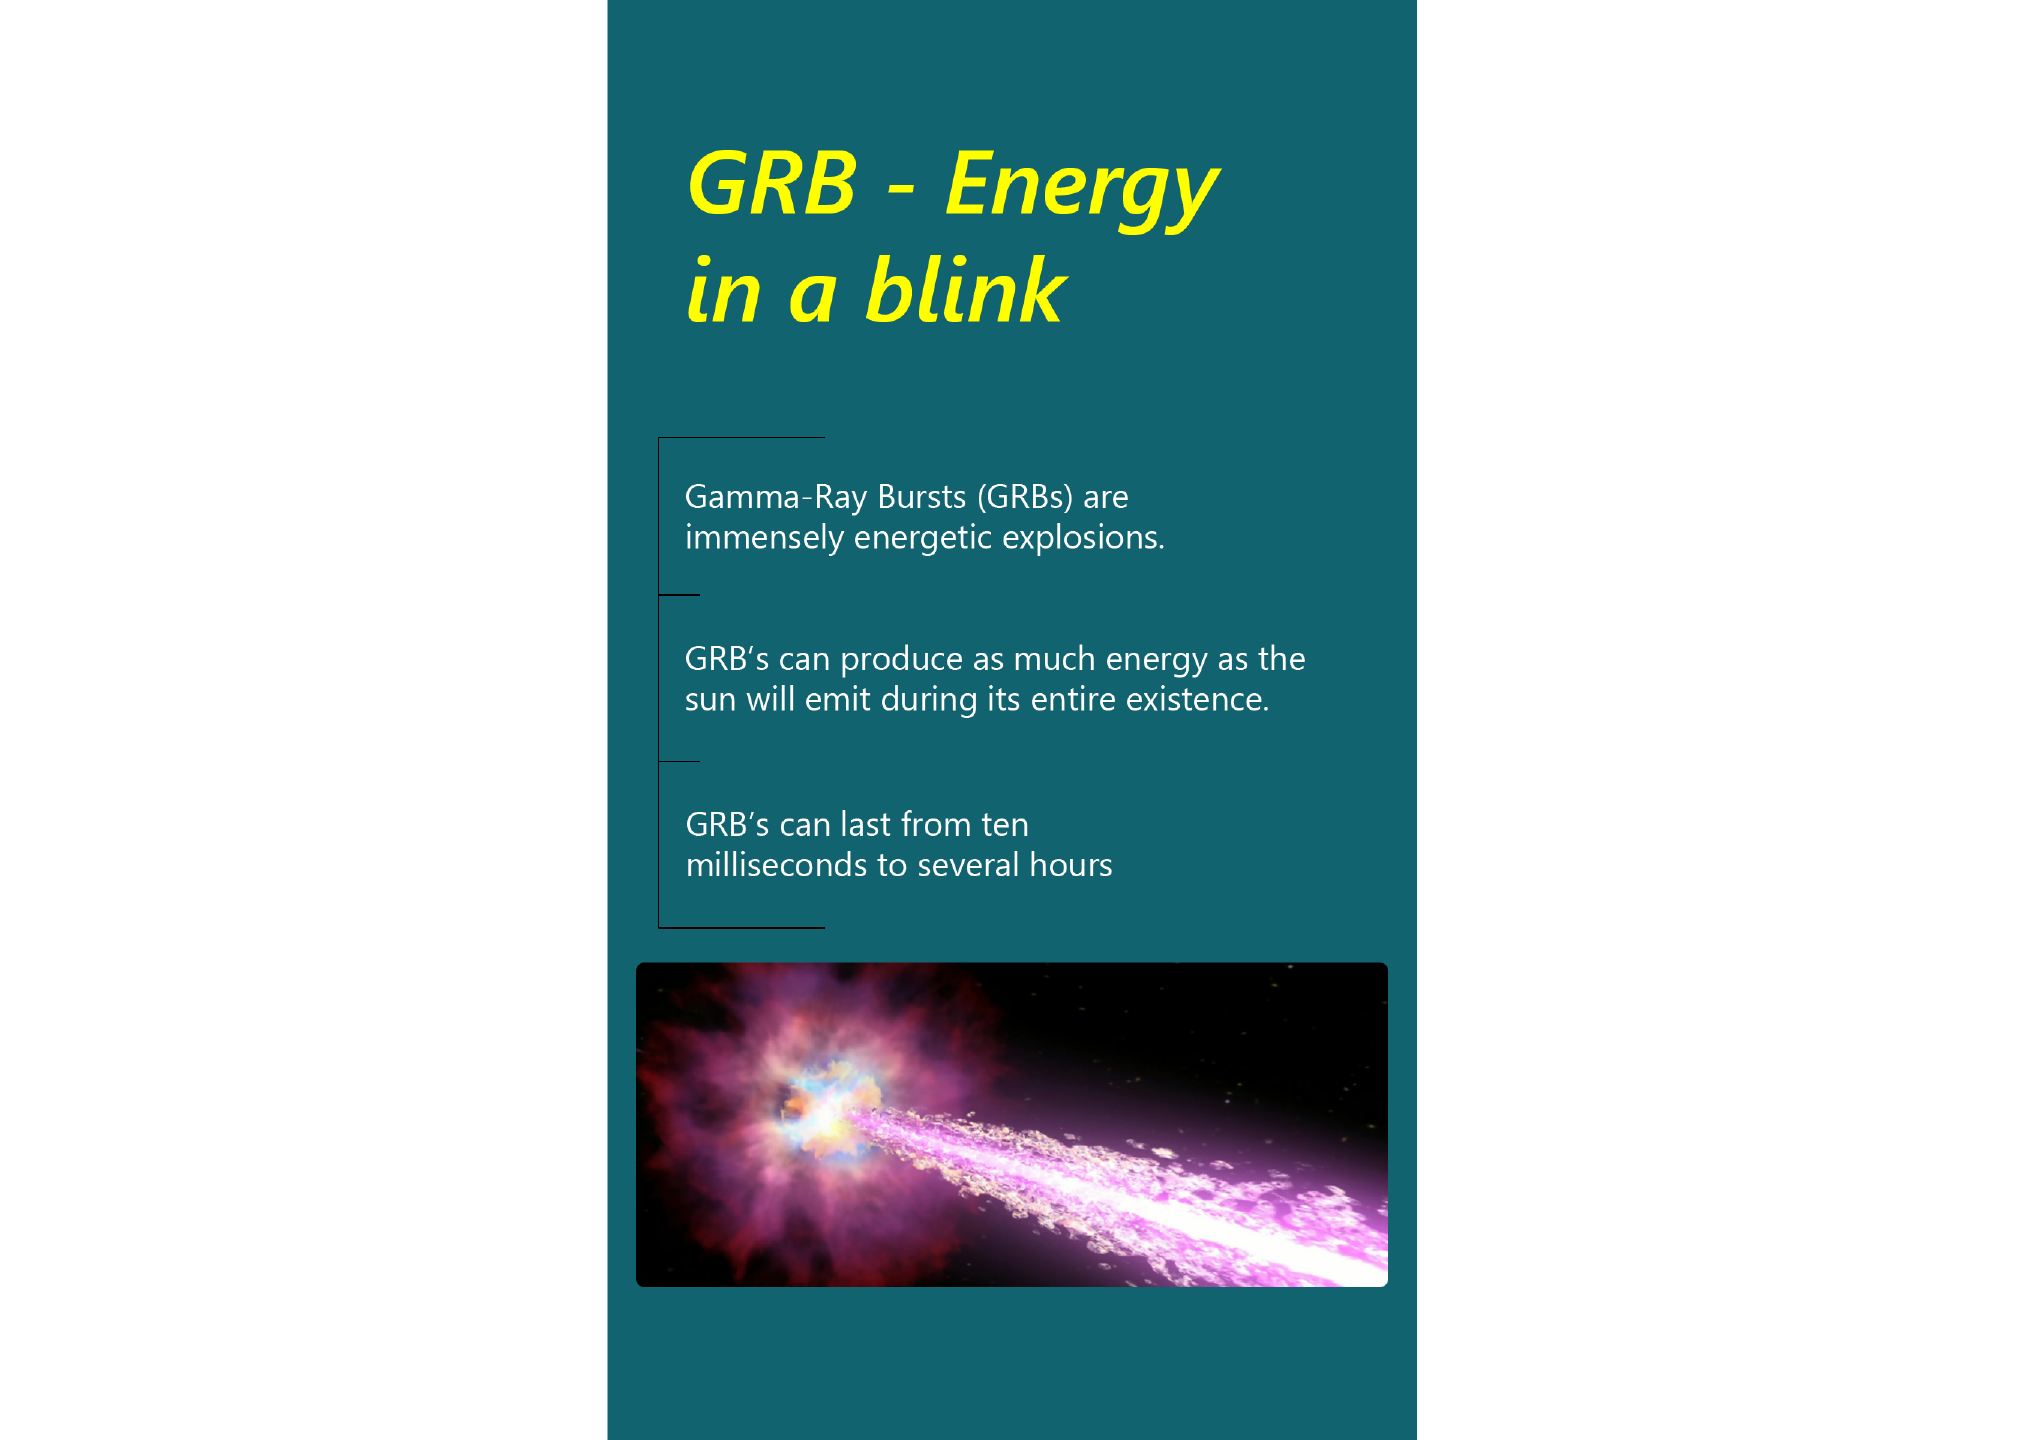 GRB - Energy
in a blink
Gamma-Ray Bursts (GRBs) are
immensely energetic explosions.
GRB‘s can produce as much energy as the
sun will emit during its entire existence.
GRB’s can last from ten
milliseconds to several hours